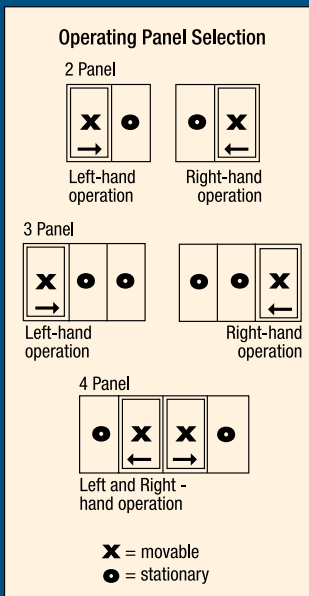 Operating Panel Selection
2 Panel
X O
O X
Left-hand
operation
Right-hand
operation
3 Panel
X O O
O O X
Left-hand
operation
Right-hand
operation
4 Panel
O X X O
Left and Right -
hand operation
X = movable
O = stationary